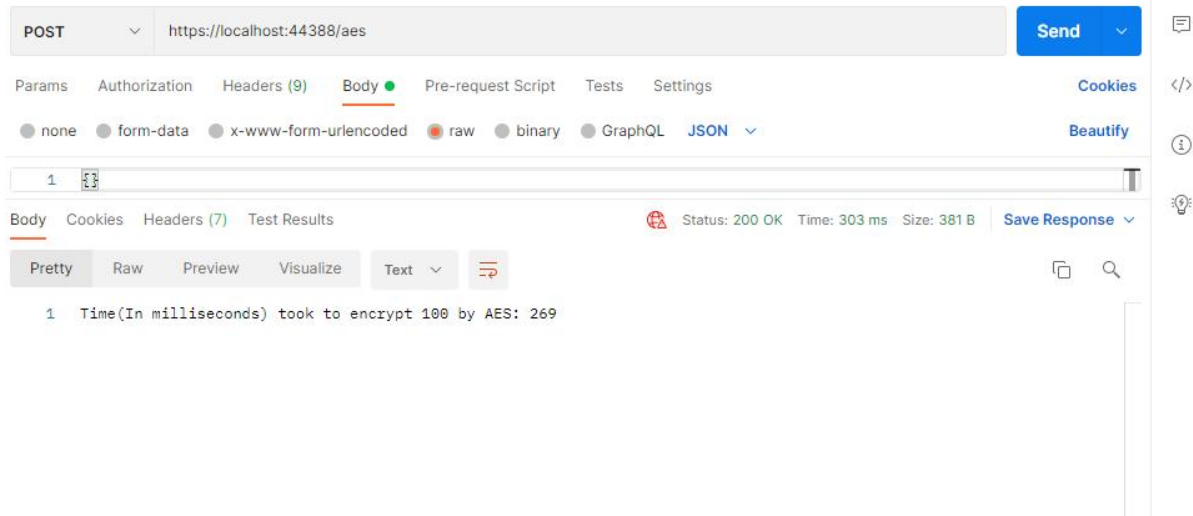 POST https://localhost:44388/aes Send
Params Authorization Headers (9) Body Pre-request Script Tests Settings Cookies
none form-data x-www-form-urlencoded raw binary GraphQL JSON Beautify
1 {}
Body Cookies Headers (7) Test Results Status: 200 OK Time: 303 ms Size: 381 B Save Response
Pretty Raw Preview Visualize Text
1 Time(In milliseconds) took to encrypt 100 by AES: 269